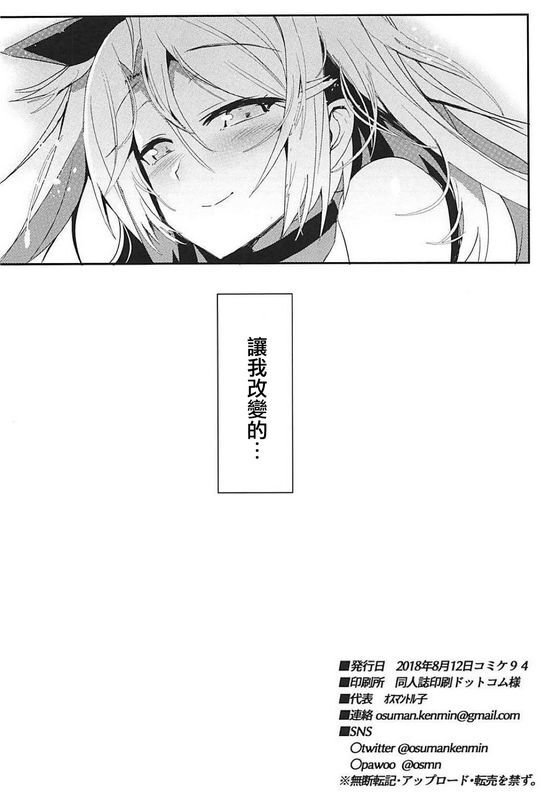 讓我改變的…
■発行日　2018年8月12日コミケ９４
■印刷所　同人誌印刷ドットコム様
■代表　ｵｽﾏﾝﾄﾙ子
■連絡 osuman.kenmin@gmail.com
■SNS
〇twitter @osumankenmin
〇pawoo　@osmn
※無断転記・アップロード・転売を禁ず。